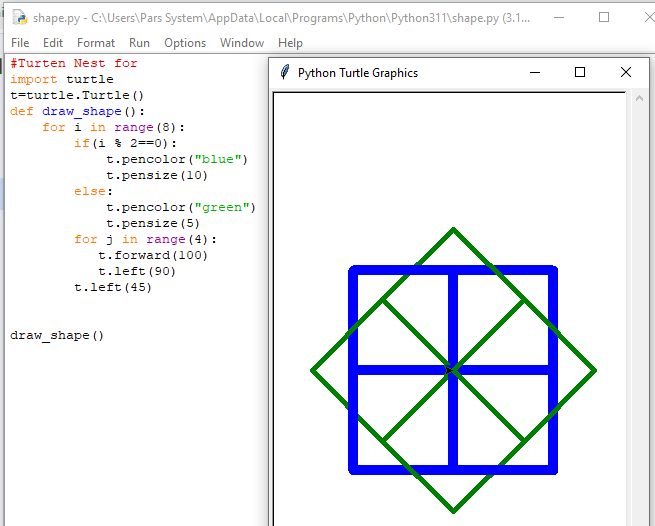 shape.py - C:\Users\Pars System\AppData\Local\Programs\Python\Python311\shape.py (3.1...
File Edit Format Run Options Window Help
#Turten Nest for
import turtle
t=turtle.Turtle()
def draw_shape():
    for i in range(8):
        if(i % 2==0):
            t.pencolor("blue")
            t.pensize(10)
        else:
            t.pencolor("green")
            t.pensize(5)
        for j in range(4):
           t.forward(100)
           t.left(90)
        t.left(45)
draw_shape()
Python Turtle Graphics